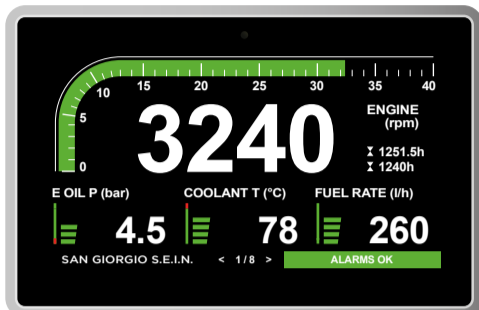 10 15 20 25 30 35 40
5
0
3240
ENGINE
(rpm)
1251.5h
1240h
E OIL P (bar) COOLANT T (°C) FUEL RATE (l/h)
4.5 78 260
SAN GIORGIO S.E.I.N. < 1/8 > ALARMS OK